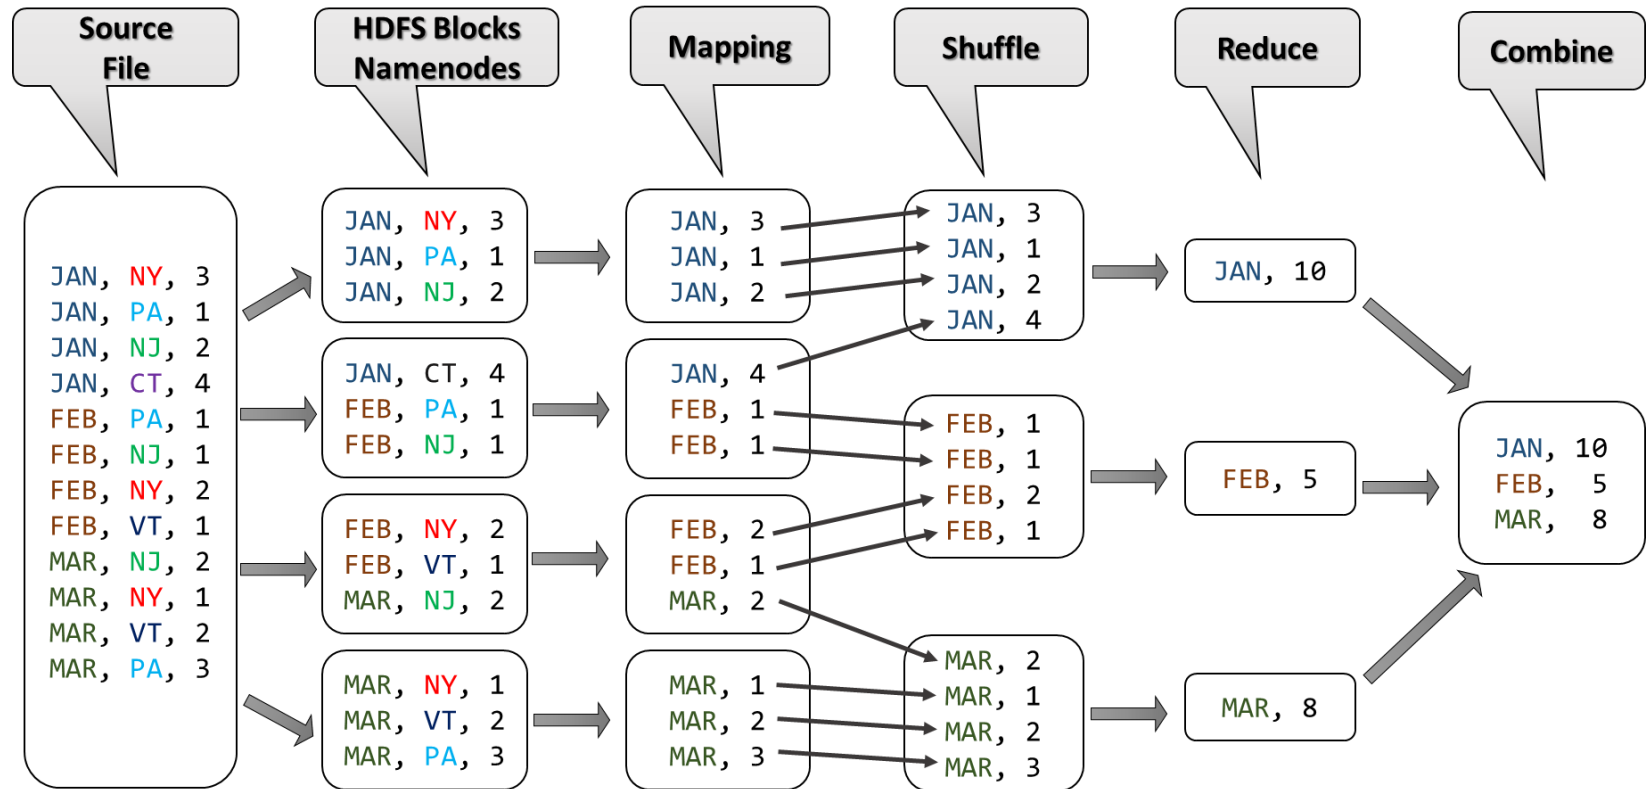 Source
File
HDFS Blocks
Namenodes
Mapping
Shuffle
Reduce
Combine
JAN, NY, 3
JAN, PA, 1
JAN, NJ, 2
JAN, CT, 4
FEB, PA, 1
FEB, NJ, 1
FEB, NY, 2
FEB, VT, 1
MAR, NJ, 2
MAR, NY, 1
MAR, VT, 2
MAR, PA, 3
JAN, NY, 3
JAN, PA, 1
JAN, NJ, 2
JAN, CT, 4
FEB, PA, 1
FEB, NJ, 1
FEB, NY, 2
FEB, VT, 1
MAR, NJ, 2
MAR, NY, 1
MAR, VT, 2
MAR, PA, 3
JAN, 3
JAN, 1
JAN, 2
JAN, 4
FEB, 1
FEB, 1
FEB, 2
FEB, 1
MAR, 2
MAR, 1
MAR, 2
MAR, 3
JAN, 3
JAN, 1
JAN, 2
JAN, 4
FEB, 1
FEB, 1
FEB, 2
FEB, 1
MAR, 2
MAR, 1
MAR, 2
MAR, 3
JAN, 10
FEB, 5
MAR, 8
JAN, 10
FEB, 5
MAR, 8